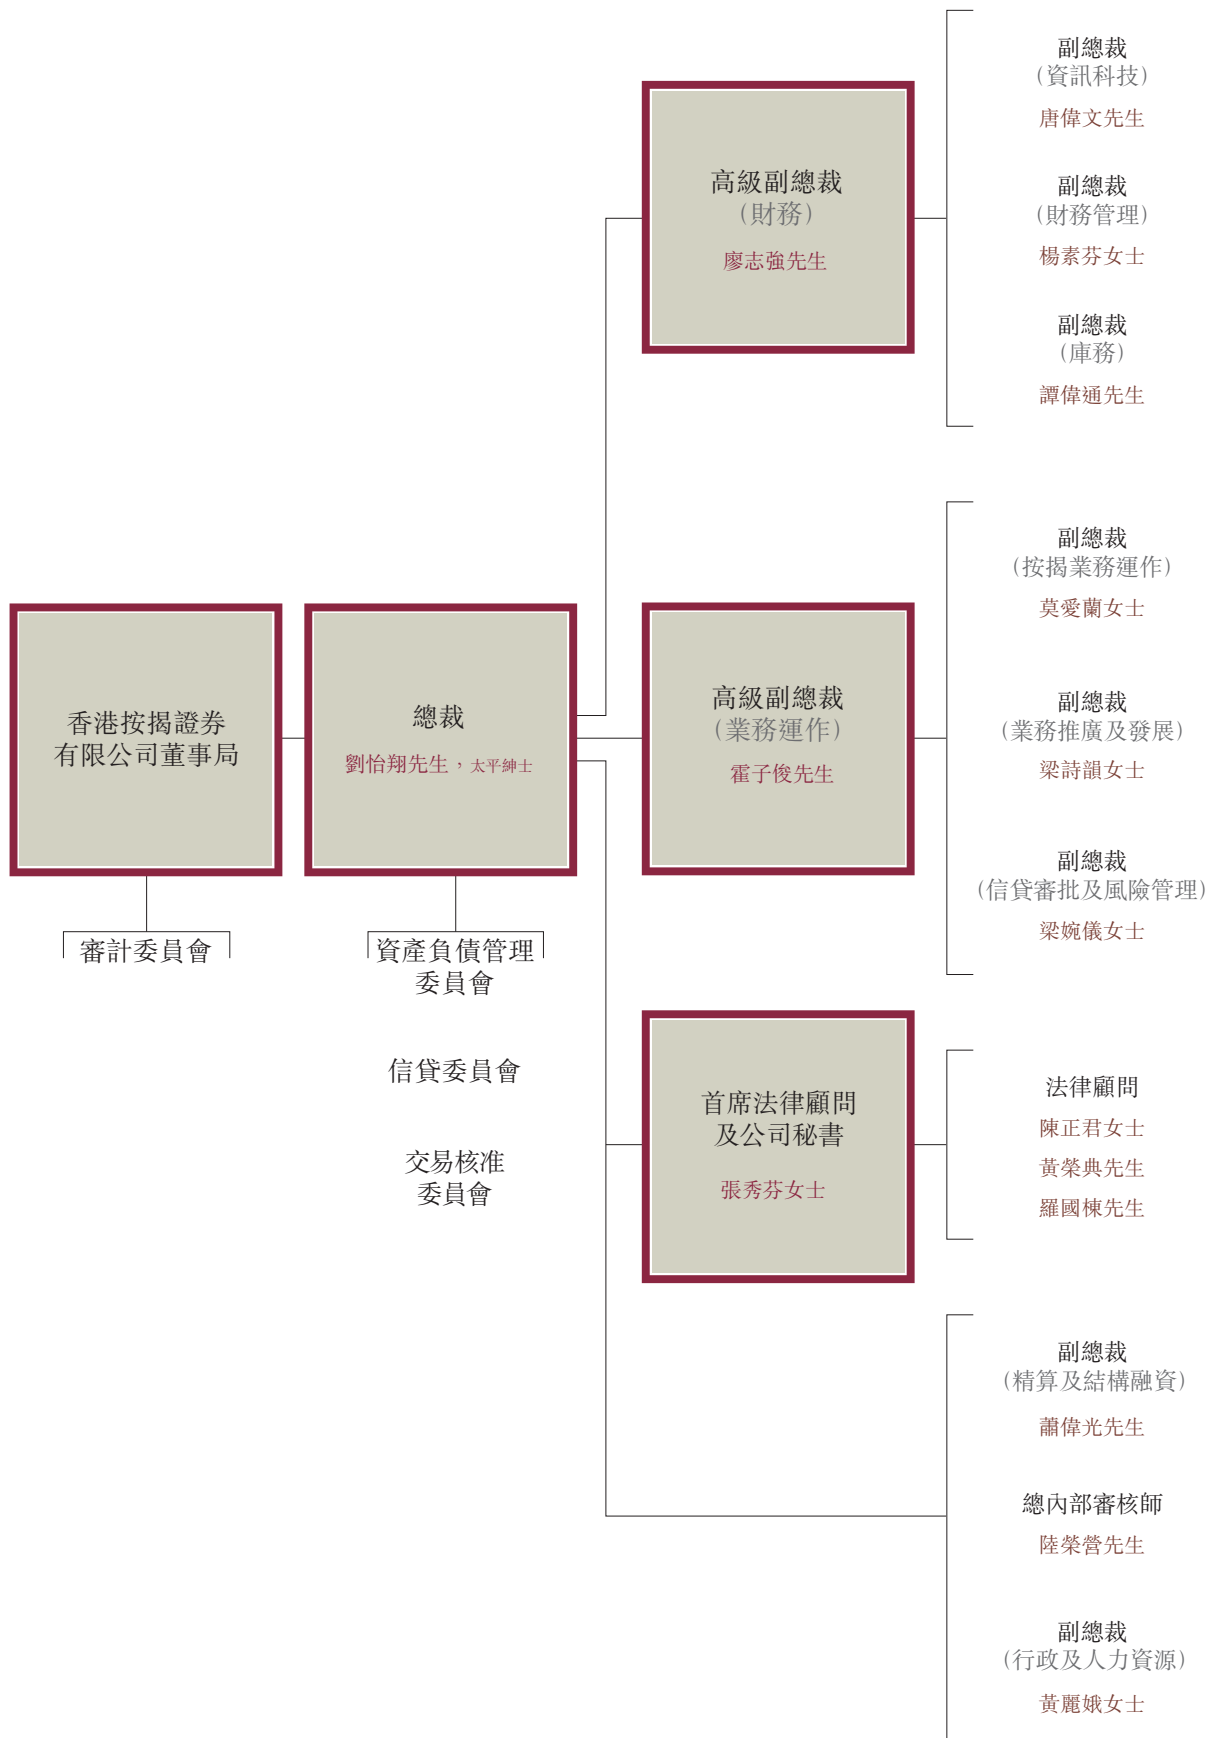 香港按揭證券
有限公司董事局
審計委員會
總裁
劉怡翔先生，太平紳士
資產負債管理
委員會
信貸委員會
交易核准
委員會
高級副總裁
（財務）
廖志強先生
副總裁
（資訊科技）
唐偉文先生
副總裁
（財務管理）
楊素芬女士
副總裁
（庫務）
譚偉通先生
高級副總裁
（業務運作）
霍子俊先生
副總裁
（按揭業務運作）
莫愛蘭女士
副總裁
（業務推廣及發展）
梁詩韻女士
副總裁
（信貸審批及風險管理）
梁婉儀女士
首席法律顧問
及公司秘書
張秀芬女士
法律顧問
陳正君女士
黃榮典先生
羅國棟先生
副總裁
（精算及結構融資）
蕭偉光先生
總內部審核師
陸榮營先生
副總裁
（行政及人力資源）
黃麗娥女士